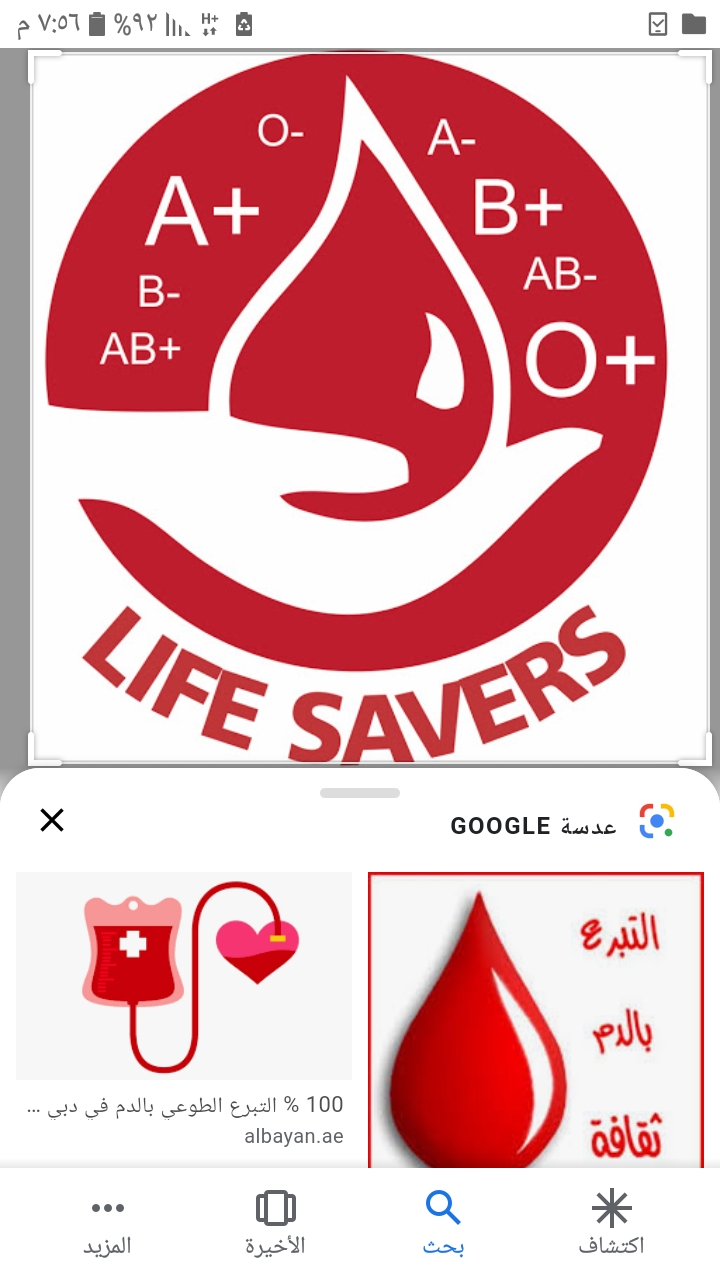 ٧:٥٦ م
%٩٢
H+
O-
A-
A+
B+
B-
AB-
AB+
O+
LIFE SAVERS
عدسة GOOGLE
التبرع
بالدم
ثقافة
100 % التبرع الطوعي بالدم في دبي ...
albayan.ae
اكتشاف
بحث
الأخيرة
المزيد